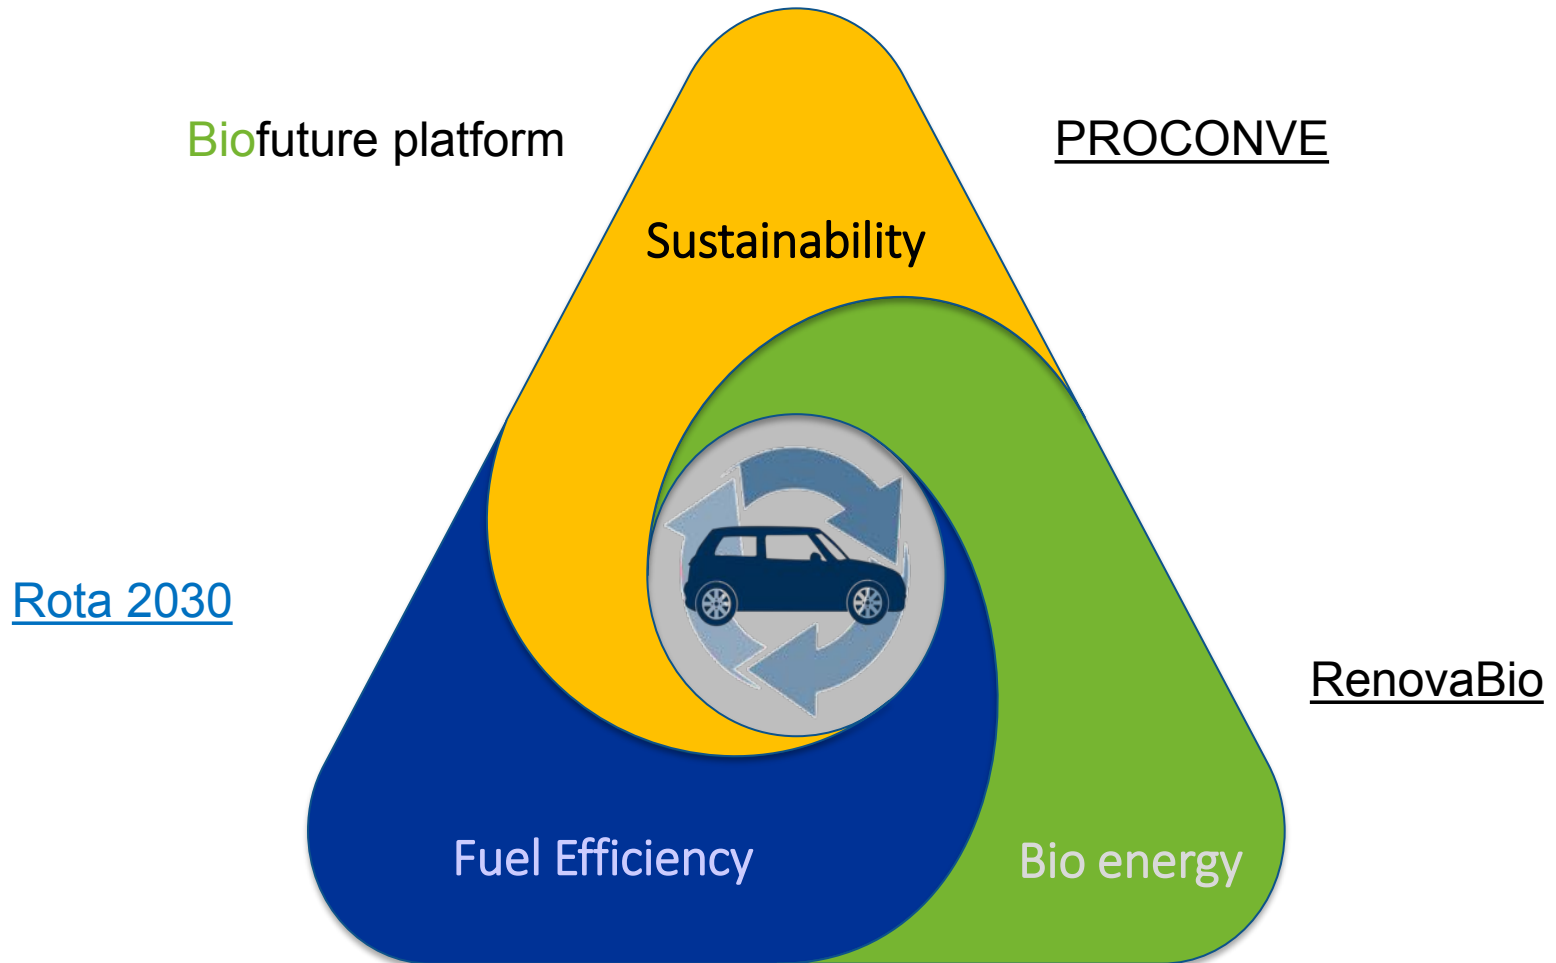 Biofuture platform
PROCONVE
Sustainability
Rota 2030
RenovaBio
Fuel Efficiency
Bio energy